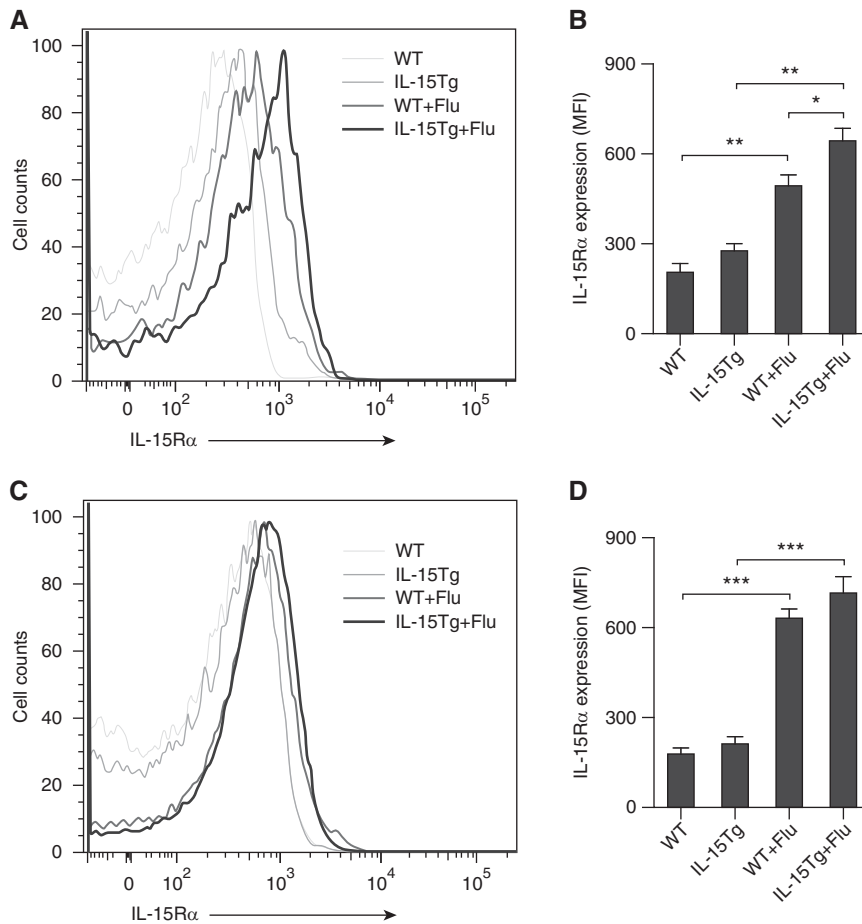 A
100
80
60
40
20
0
Cell counts
WT
IL-15Tg
WT+Flu
IL-15Tg+Flu
0 10² 10³ 10⁴ 10⁵
IL-15Rα
B
900
600
300
0
IL-15Rα expression (MFI)
**
*
**
WT
IL-15Tg
WT+Flu
IL-15Tg+Flu
C
100
80
60
40
20
0
Cell counts
WT
IL-15Tg
WT+Flu
IL-15Tg+Flu
0 10² 10³ 10⁴ 10⁵
IL-15Rα
D
900
600
300
0
IL-15Rα expression (MFI)
***
***
WT
IL-15Tg
WT+Flu
IL-15Tg+Flu